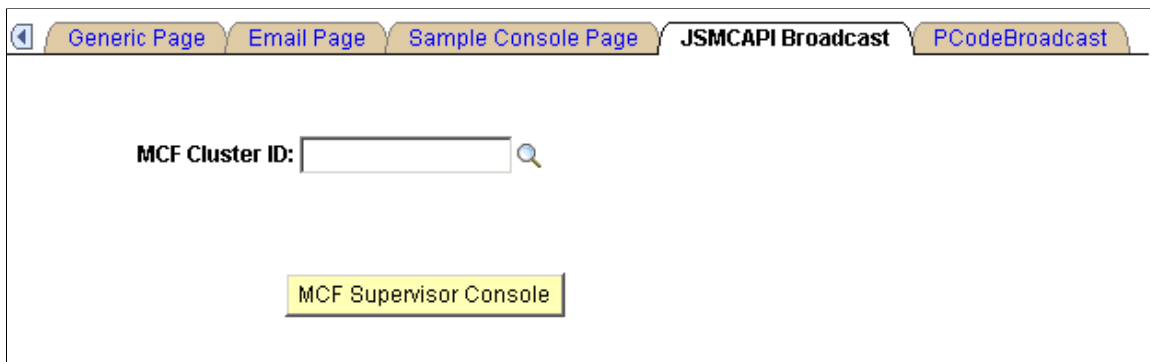 Generic Page Email Page Sample Console Page JSMCAPI Broadcast PCodeBroadcast
MCF Cluster ID:
MCF Supervisor Console